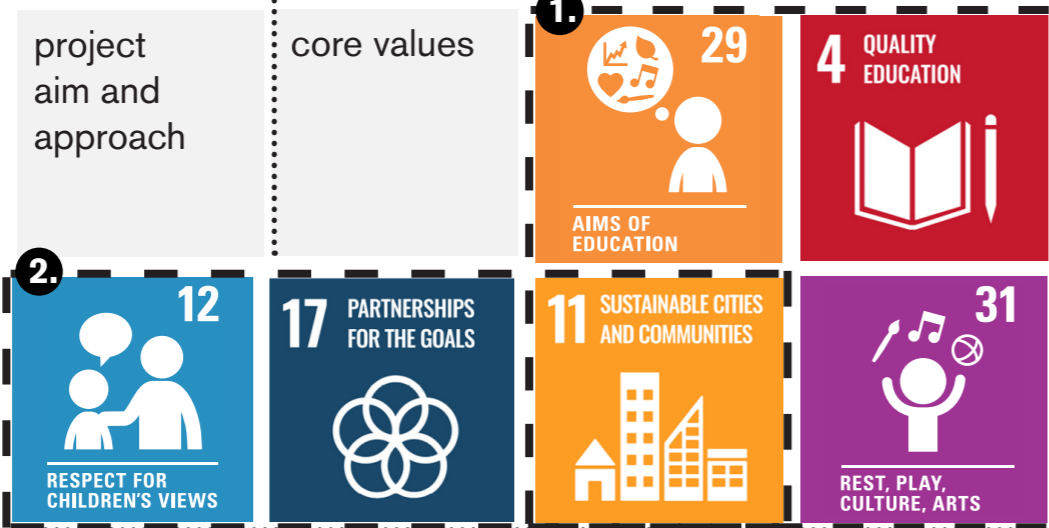 project
aim and
approach
core values
1.
29
AIMS OF
EDUCATION
4
QUALITY
EDUCATION
2.
12
RESPECT FOR
CHILDREN'S VIEWS
17
PARTNERSHIPS
FOR THE GOALS
11
SUSTAINABLE CITIES
AND COMMUNITIES
31
REST, PLAY,
CULTURE, ARTS